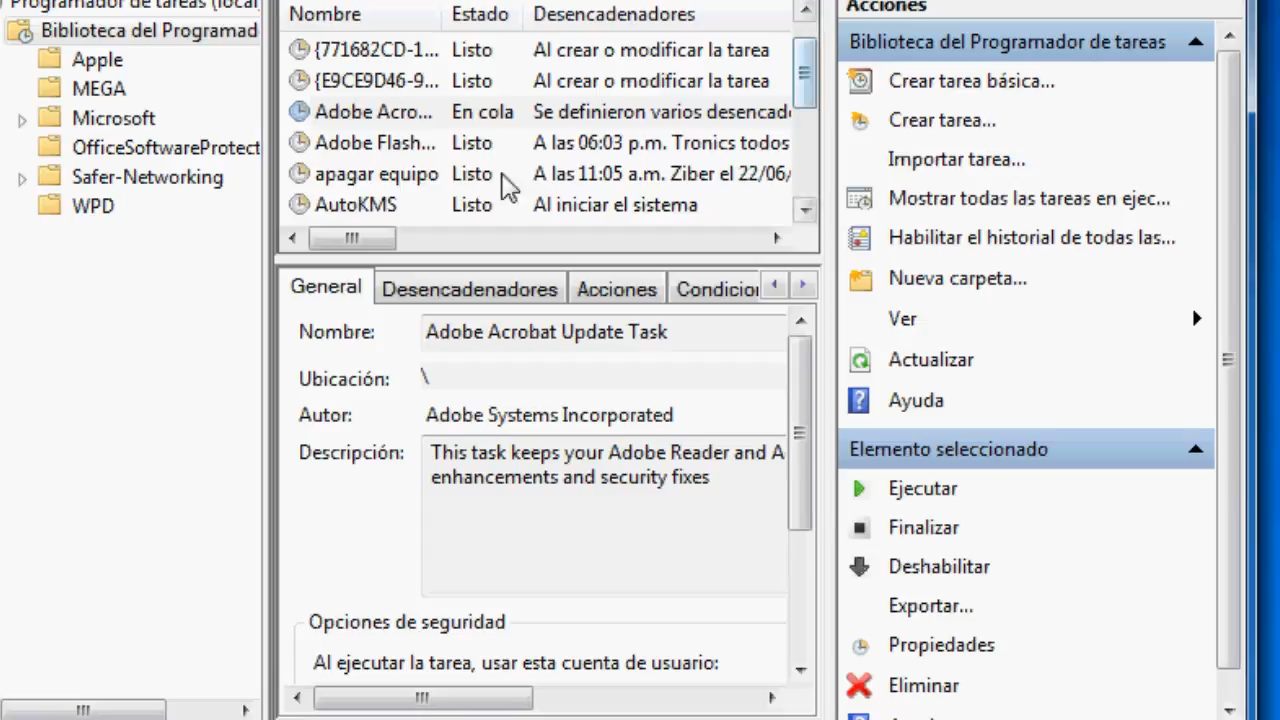 Programador de tareas (local)
Biblioteca del Programad
Apple
MEGA
Microsoft
OfficeSoftwareProtect
Safer-Networking
WPD
Nombre Estado Desencadenadores
{771682CD-1... Listo Al crear o modificar la tarea
{E9CE9D46-9... Listo Al crear o modificar la tarea
Adobe Acro... En cola Se definieron varios desencade
Adobe Flash... Listo A las 06:03 p.m. Tronics todos
apagar equipo Listo A las 11:05 a.m. Ziber el 22/06/
AutoKMS Listo Al iniciar el sistema
General Desencadenadores Acciones Condicio
Nombre: Adobe Acrobat Update Task
Ubicación: \
Autor: Adobe Systems Incorporated
Descripción: This task keeps your Adobe Reader and A
enhancements and security fixes
Opciones de seguridad
Al ejecutar la tarea, usar esta cuenta de usuario:
Acciones
Biblioteca del Programador de tareas
Crear tarea básica...
Crear tarea...
Importar tarea...
Mostrar todas las tareas en ejec...
Habilitar el historial de todas las...
Nueva carpeta...
Ver
Actualizar
Ayuda
Elemento seleccionado
Ejecutar
Finalizar
Deshabilitar
Exportar...
Propiedades
Eliminar